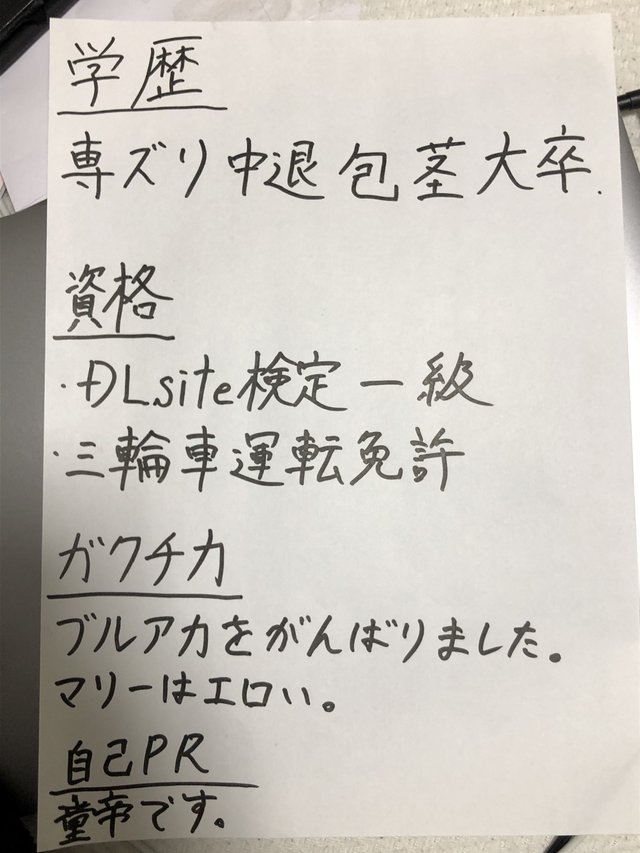 学歴
専ズリ中退 包茎大卒.
資格
・DLsite検定一級
・三輪車運転免許
ガクチカ
ブルアカをがんばりました。
マリーはエロい。
自己PR
童帝です。